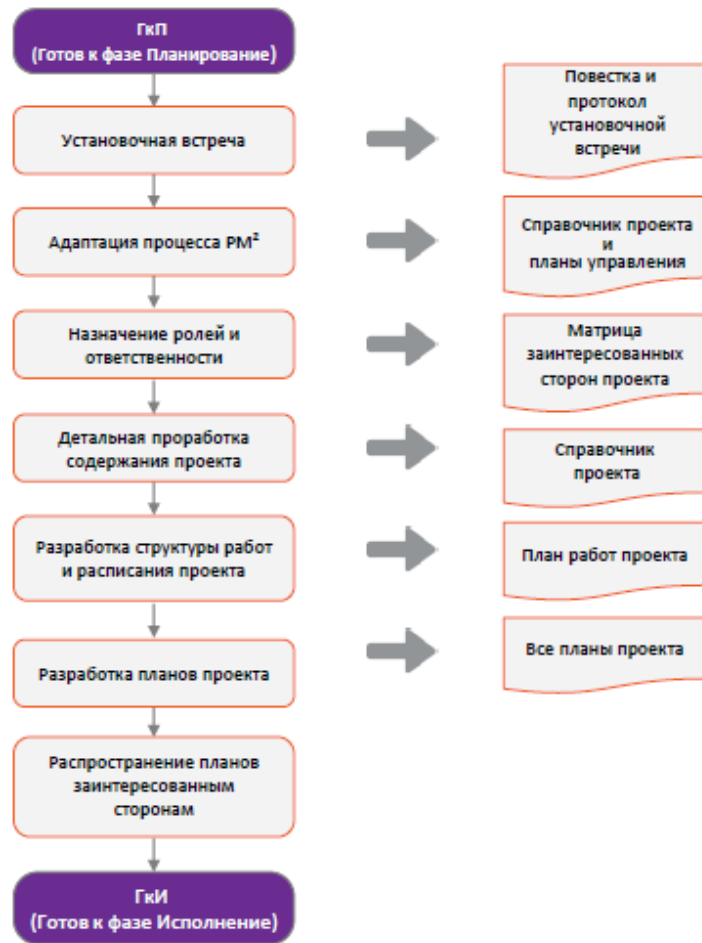 ГкП
(Готов к фазе Планирование)
Установочная встреча
Повестка и
протокол
установочной
встречи
Адаптация процесса PM²
Справочник проекта
и
планы управления
Назначение ролей и
ответственности
Матрица
заинтересованных
сторон проекта
Детальная проработка
содержания проекта
Справочник
проекта
Разработка структуры работ
и расписания проекта
План работ проекта
Разработка планов проекта
Все планы проекта
Распространение планов
заинтересованным
сторонам
ГкИ
(Готов к фазе Исполнение)